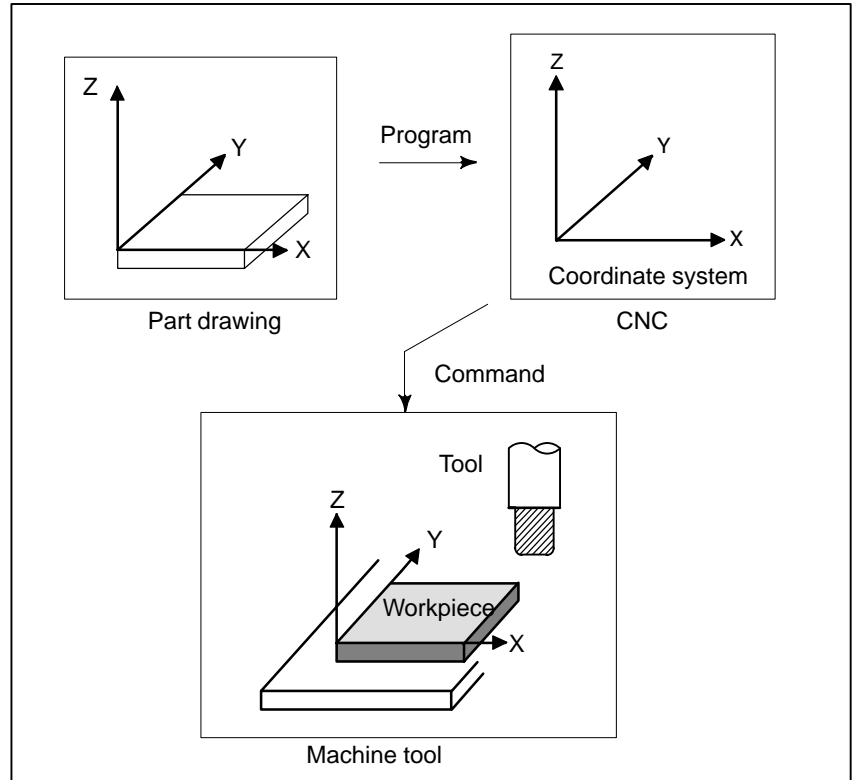 Z
Y
X
Part drawing
Program
Z
Y
X
Coordinate system
CNC
Command
Tool
Z
Y
Workpiece
X
Machine tool